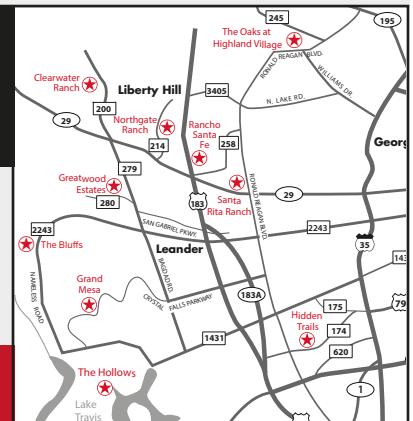 245
195
The Oaks at
Highland Village
RONALD REAGAN BLVD.
WILLIAMS DR.
Clearwater
Ranch
Liberty Hill
3405
N. LAKE RD.
200
29
Northgate
Ranch
214
Rancho
Santa
Fe
258
Georg
279
Greatwood
Estates
280
183
Santa
Rita Ranch
RONALD REAGAN BLVD.
29
2243
SAN GABRIEL PKWY.
2243
The Bluffs
Leander
35
143
NAMELESS ROAD
BAGDAD RD.
Grand
Mesa
CRYSTAL FALLS PARKWAY
183A
175
79
Hidden
Trails
174
1431
620
The Hollows
1
Lake
Travis